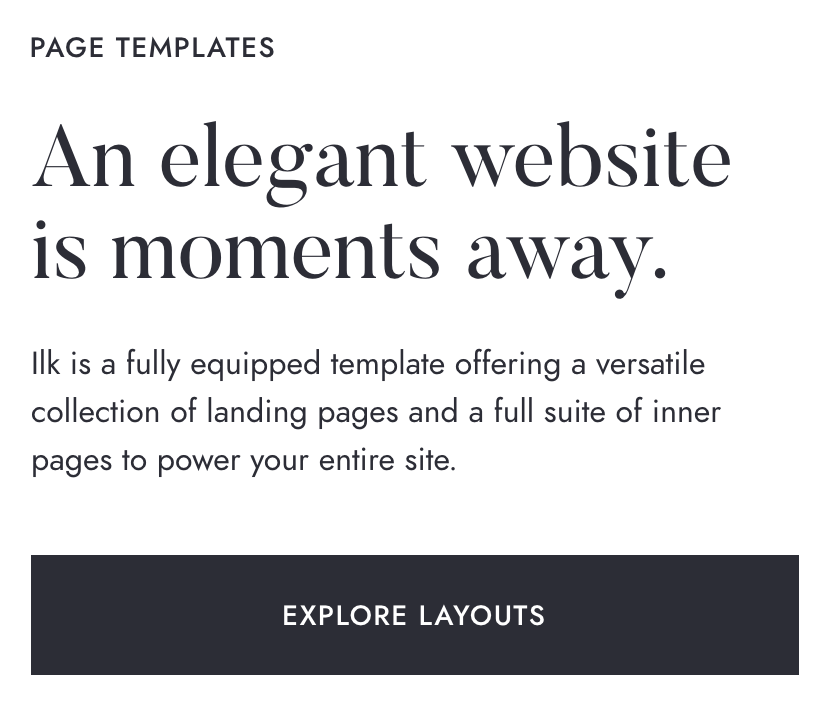 PAGE TEMPLATES
An elegant website
is moments away.
Ilk is a fully equipped template offering a versatile
collection of landing pages and a full suite of inner
pages to power your entire site.
EXPLORE LAYOUTS